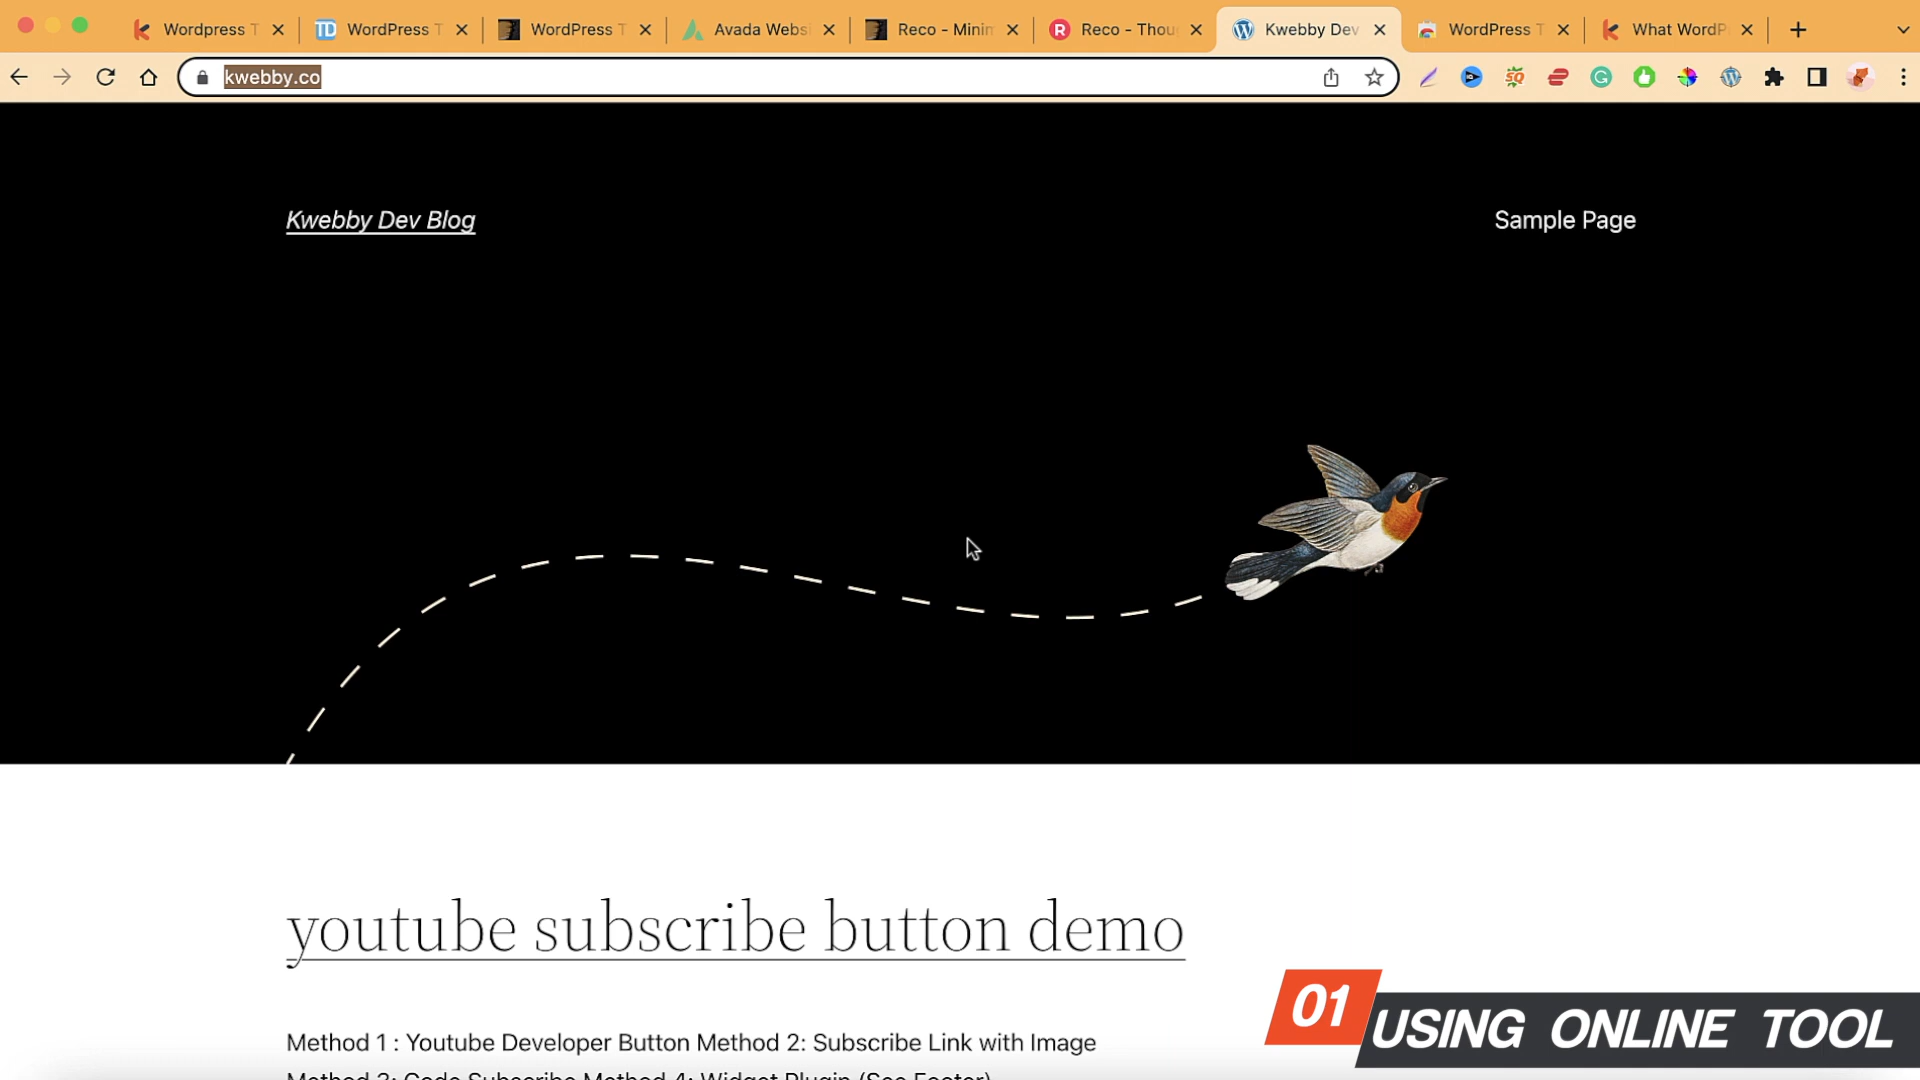 Wordpress T
WordPress T
WordPress T
Avada Websi
Reco - Minim
Reco - Thou
Kwebby Dev
WordPress T
What WordP
kwebby.co
Kwebby Dev Blog
Sample Page
youtube subscribe button demo
Method 1 : Youtube Developer Button Method 2: Subscribe Link with Image
Method 3: Code Subscribe Method 4: Widget Plugin (See Footer)
01
USING ONLINE TOOL